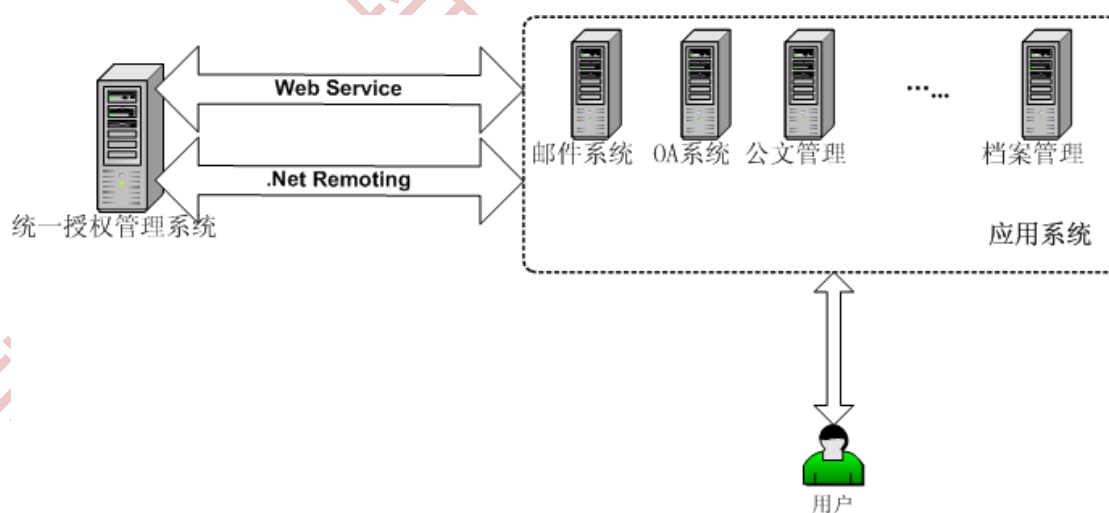 Web Service
.Net Remoting
统一授权管理系统
邮件系统 OA系统 公文管理 ...... 档案管理
应用系统
用户